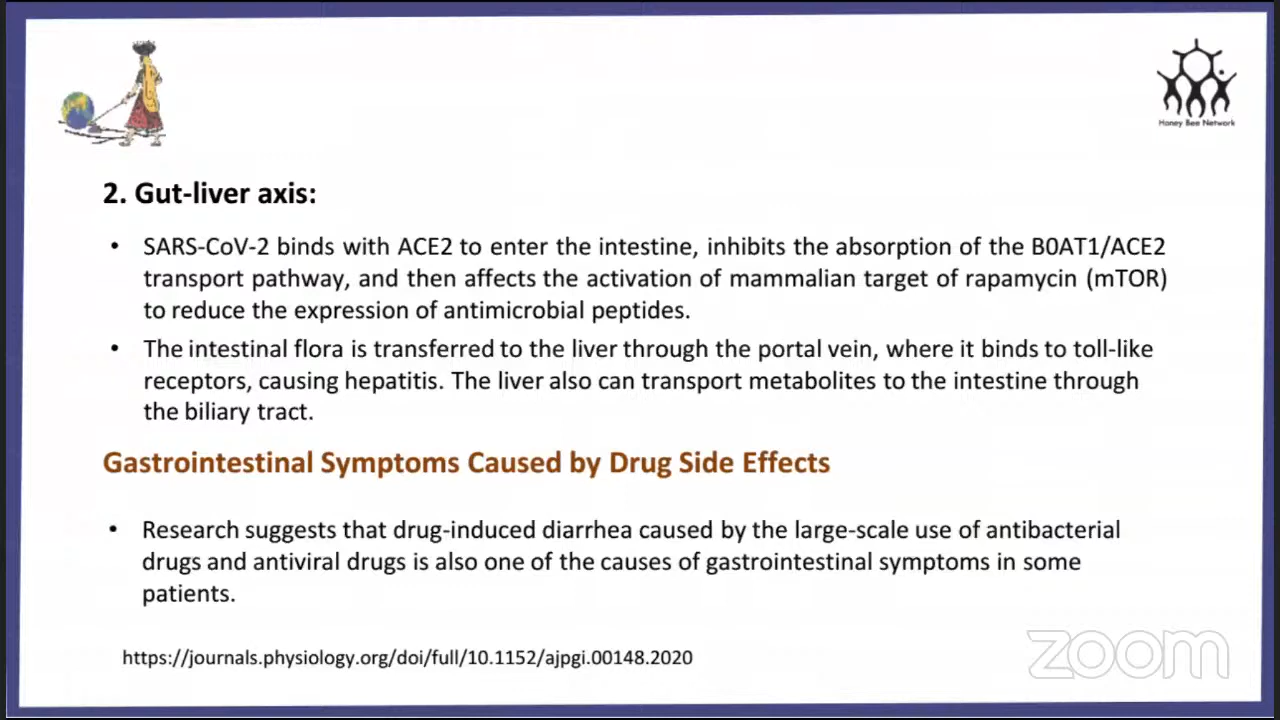 Honey Bee Network
2. Gut-liver axis:
• SARS-CoV-2 binds with ACE2 to enter the intestine, inhibits the absorption of the B0AT1/ACE2
transport pathway, and then affects the activation of mammalian target of rapamycin (mTOR)
to reduce the expression of antimicrobial peptides.
• The intestinal flora is transferred to the liver through the portal vein, where it binds to toll-like
receptors, causing hepatitis. The liver also can transport metabolites to the intestine through
the biliary tract.
Gastrointestinal Symptoms Caused by Drug Side Effects
• Research suggests that drug-induced diarrhea caused by the large-scale use of antibacterial
drugs and antiviral drugs is also one of the causes of gastrointestinal symptoms in some
patients.
https://journals.physiology.org/doi/full/10.1152/ajpgi.00148.2020
zoom